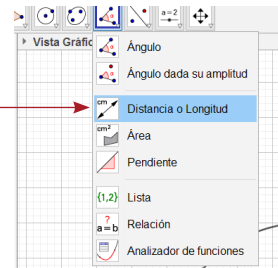 a=2
Vista Gráfic
Ángulo
Ángulo dada su amplitud
cm
Distancia o Longitud
cm²
Área
Pendiente
{1,2} Lista
?
a=b
Relación
Analizador de funciones